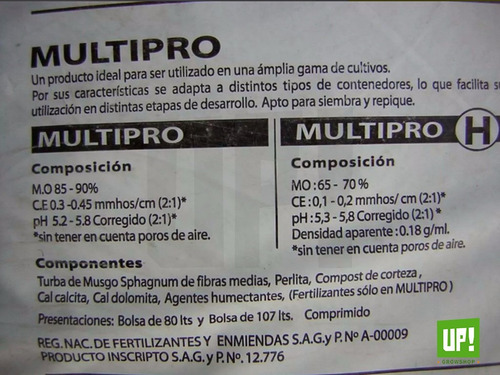 MULTIPRO
Un producto ideal para ser utilizado en una ámplia gama de cultivos.
Por sus características se adapta a distintos tipos de contenedores, lo que facilita su
utilización en distintas etapas de desarrollo. Apto para siembra y repique.
MULTIPRO
Composición
M.O 85 - 90%
C.E 0.3 -0.45 mmhos/cm (2:1)*
pH 5.2 - 5.8 Corregido (2:1)*
*sin tener en cuenta poros de aire.
MULTIPRO H
Composición
MO : 65 - 70 %
CE : 0,1 - 0,2 mmhos/ cm (2:1)*
pH : 5,3 - 5,8 Corregido (2:1) *
Densidad aparente : 0.18 g/ml.
*sin tener en cuenta poros de aire.
Componentes
Turba de Musgo Sphagnum de fibras medias, Perlita, Compost de corteza,
Cal calcita, Cal dolomita, Agentes humectantes, (Fertilizantes sólo en MULTIPRO )
Presentaciones: Bolsa de 80 lts y Bolsa de 107 lts. Comprimido
REG. NAC. DE FERTILIZANTES Y ENMIENDAS S.A.G. y P. Nº A-00009
PRODUCTO INSCRIPTO S.A.G. y P. Nº. 12.776
UP!
GROWSHOP